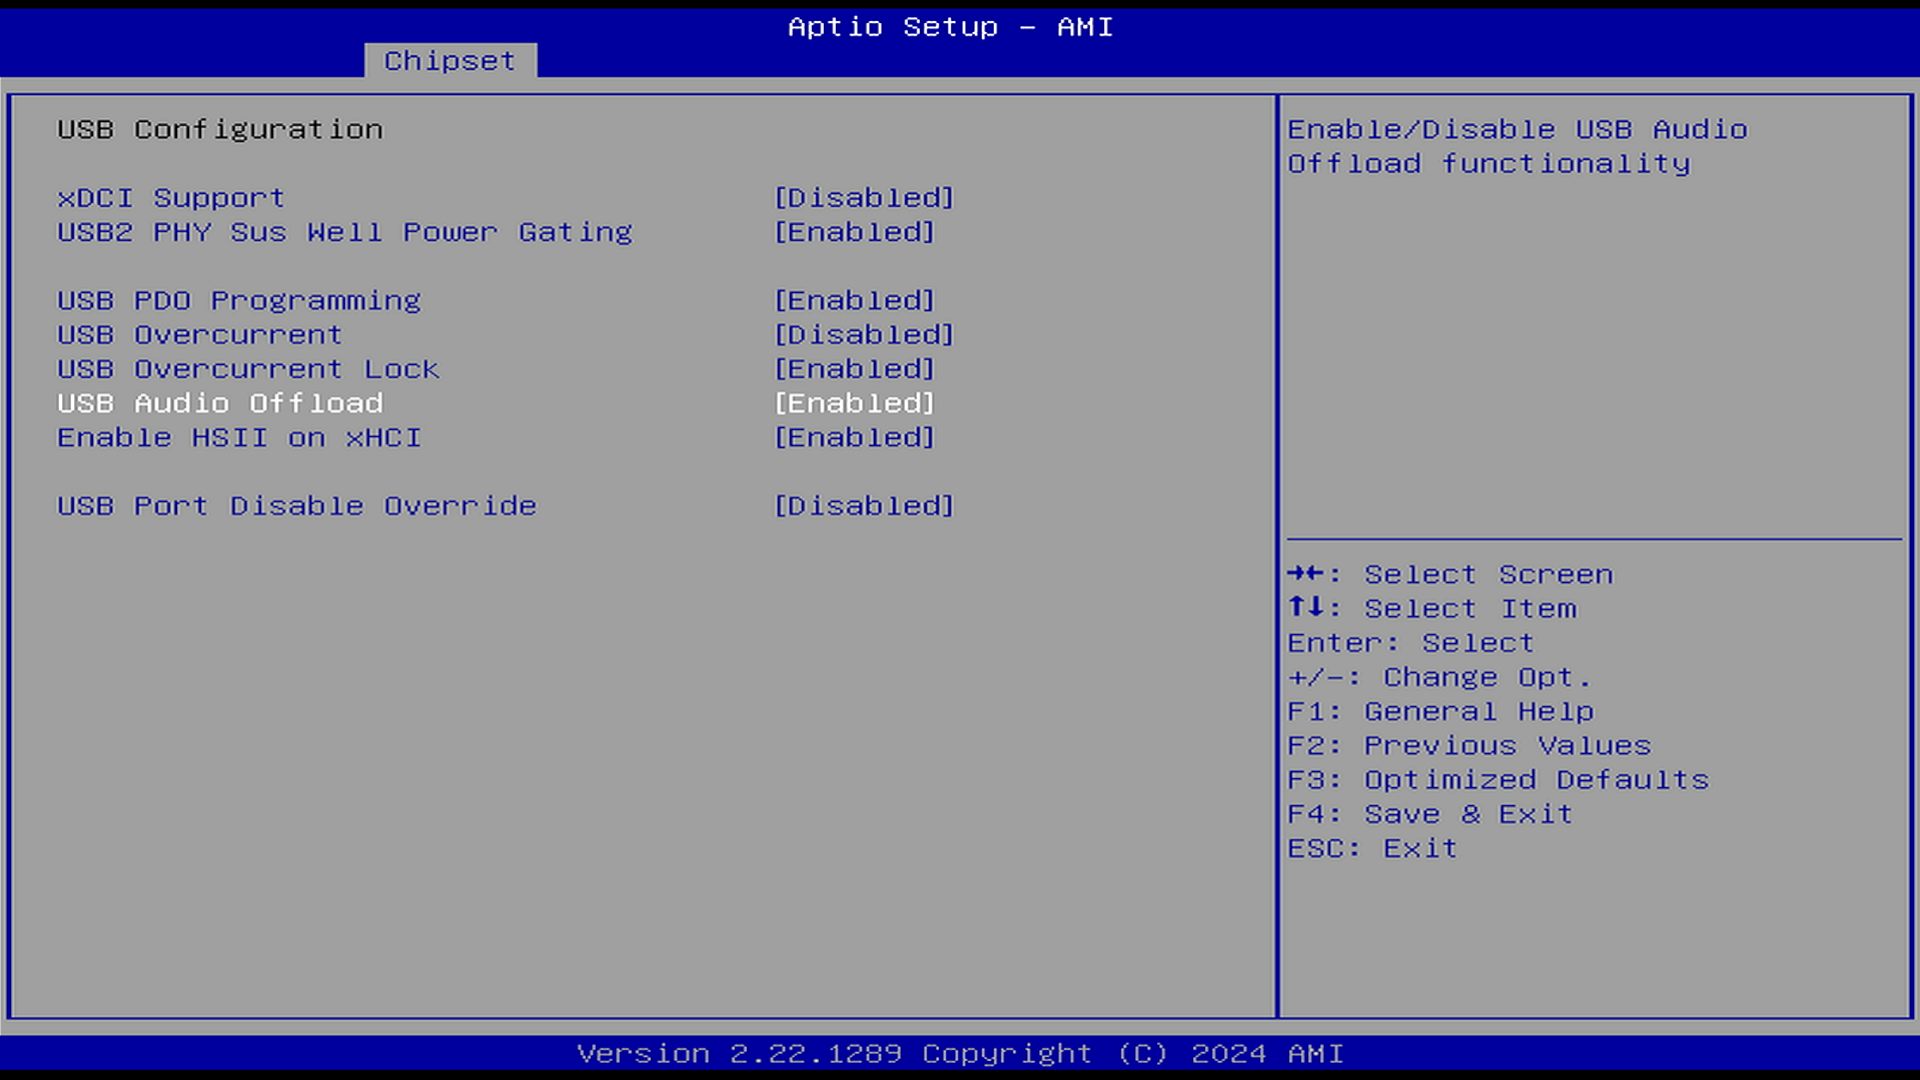 Aptio Setup - AMI
Chipset
USB Configuration
xDCI Support [Disabled]
USB2 PHY Sus Well Power Gating [Enabled]
USB PDO Programming [Enabled]
USB Overcurrent [Disabled]
USB Overcurrent Lock [Enabled]
USB Audio Offload [Enabled]
Enable HSII on xHCI [Enabled]
USB Port Disable Override [Disabled]
Enable/Disable USB Audio
Offload functionality
→←: Select Screen
↑↓: Select Item
Enter: Select
+/-: Change Opt.
F1: General Help
F2: Previous Values
F3: Optimized Defaults
F4: Save & Exit
ESC: Exit
Version 2.22.1289 Copyright (C) 2024 AMI